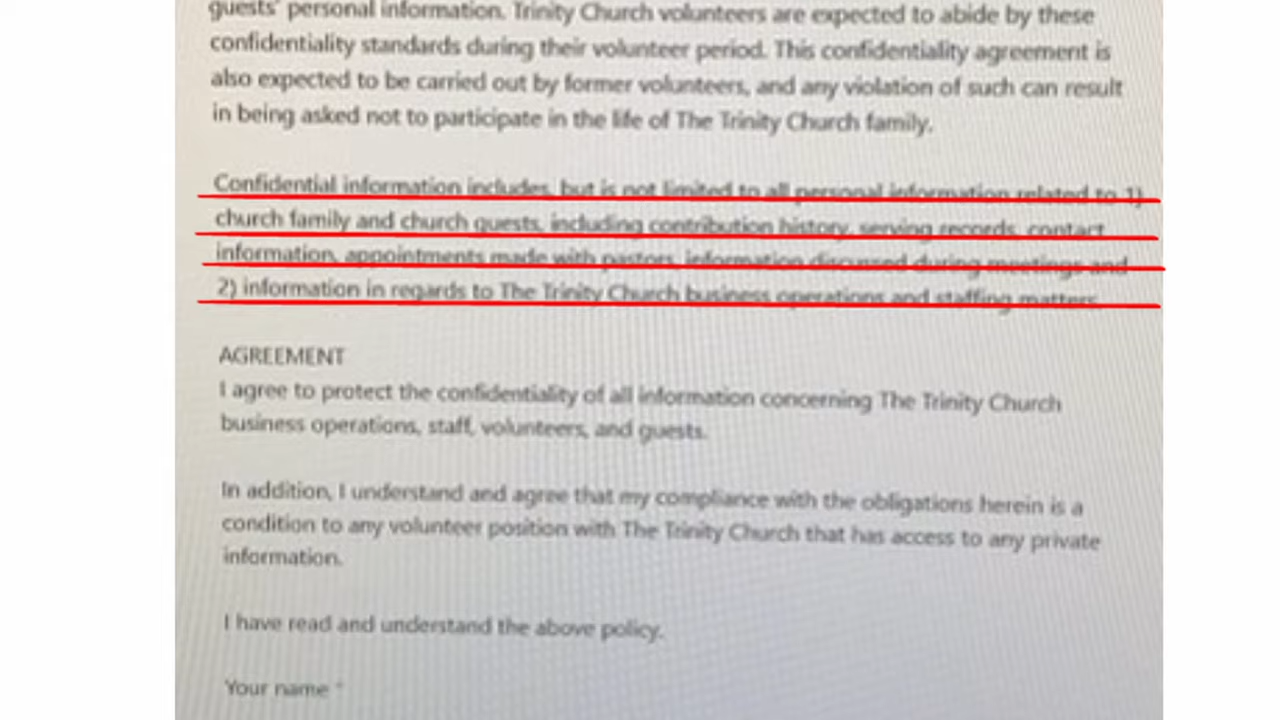 guests' personal information. Trinity Church volunteers are expected to abide by these
confidentiality standards during their volunteer period. This confidentiality agreement is
also expected to be carried out by former volunteers, and any violation of such can result
in being asked not to participate in the life of The Trinity Church family.
Confidential information includes, but is not limited to all personal information related to 1)
church family and church guests, including contribution history, serving records, contact
information, appointments made with pastors, information discussed during meetings and
2) information in regards to The Trinity Church business operations and staffing matters.
AGREEMENT
I agree to protect the confidentiality of all information concerning The Trinity Church
business operations, staff, volunteers, and guests.
In addition, I understand and agree that my compliance with the obligations herein is a
condition to any volunteer position with The Trinity Church that has access to any private
information.
I have read and understand the above policy.
Your name *